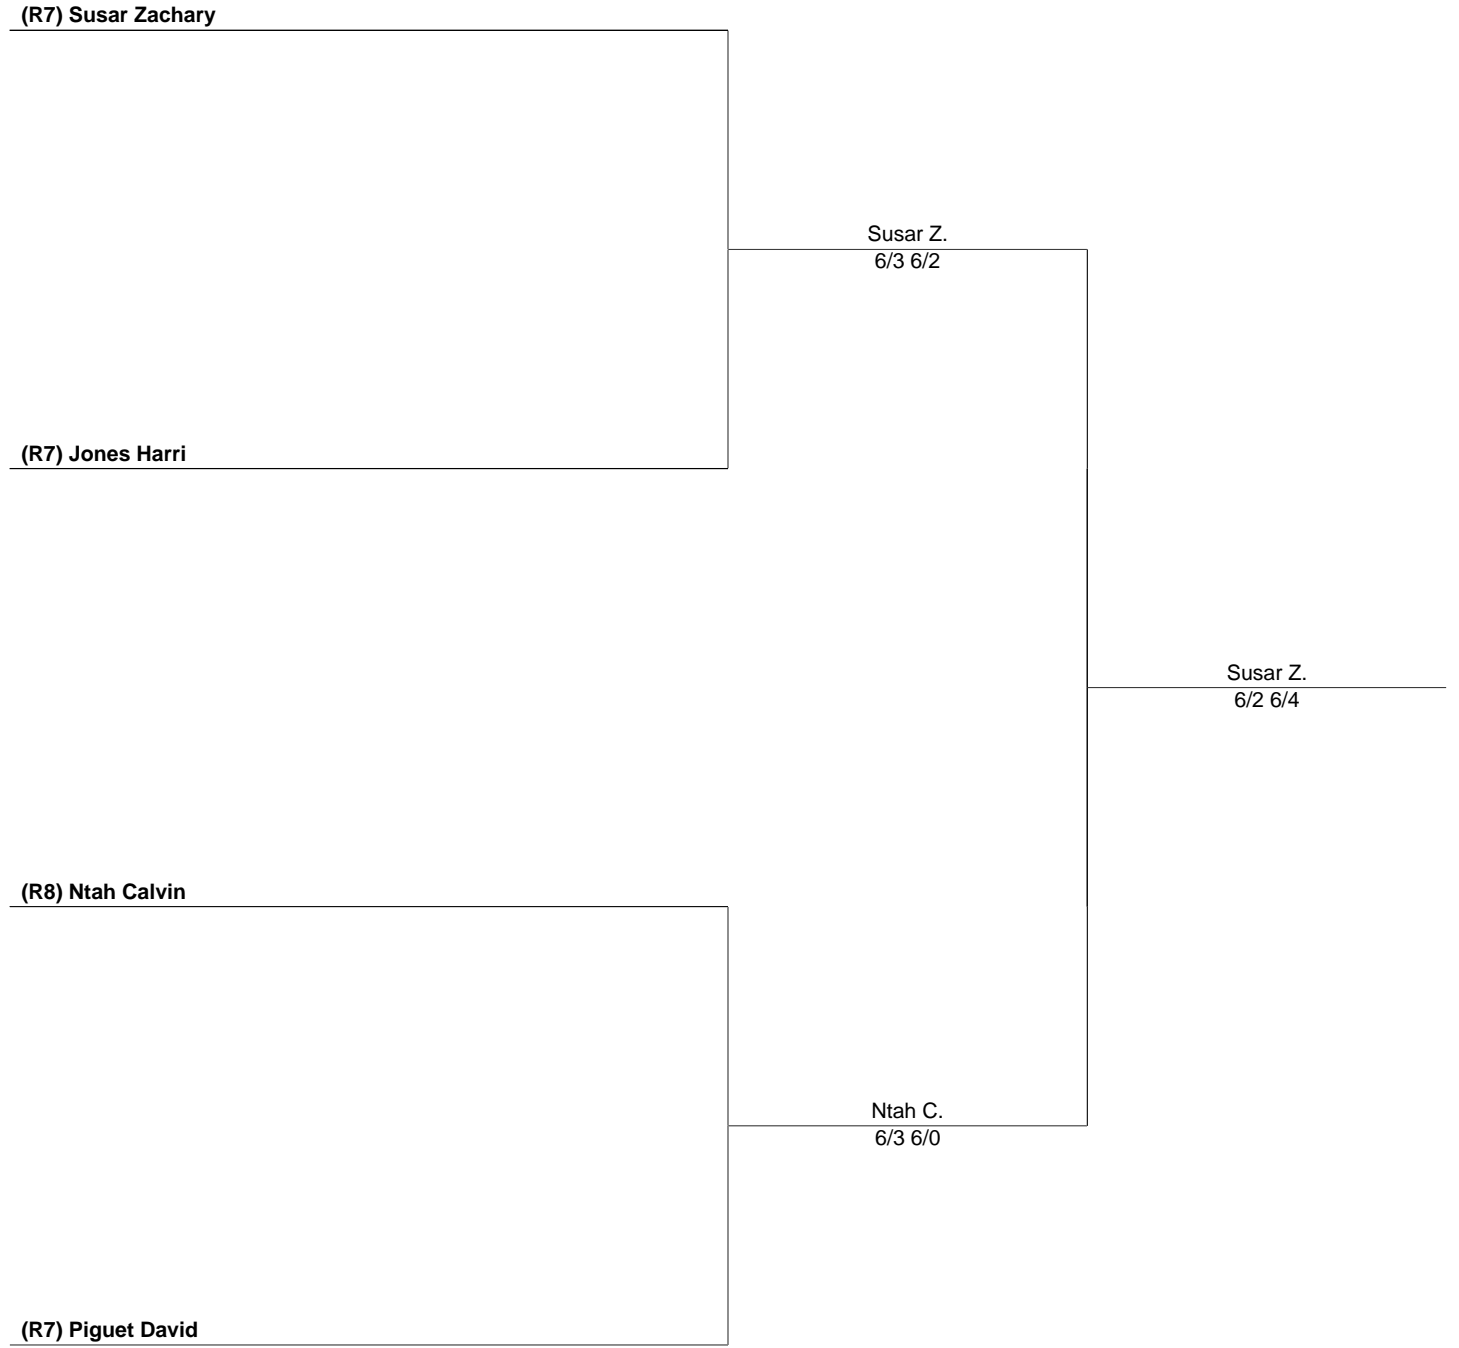 (R7) Susar Zachary
Susar Z.
6/3 6/2
(R7) Jones Harri
Susar Z.
6/2 6/4
(R8) Ntah Calvin
Ntah C.
6/3 6/0
(R7) Piguet David